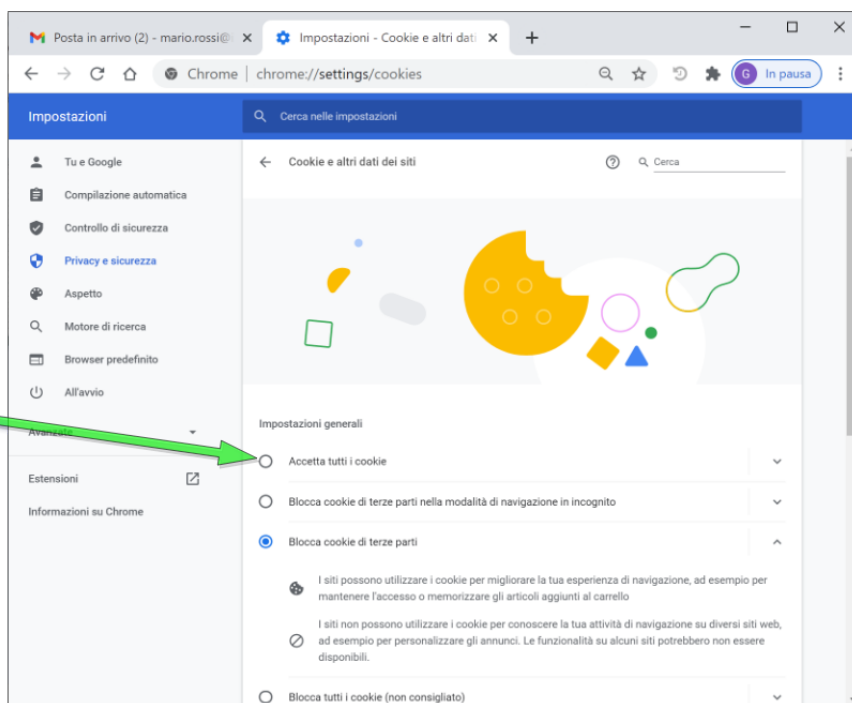 Posta in arrivo (2) - mario.rossi@
Impostazioni - Cookie e altri dati
Chrome | chrome://settings/cookies
G In pausa
Impostazioni
Cerca nelle impostazioni
Tu e Google
Compilazione automatica
Controllo di sicurezza
Privacy e sicurezza
Aspetto
Motore di ricerca
Browser predefinito
All'avvio
Avanzate
Estensioni
Informazioni su Chrome
Cookie e altri dati dei siti
Cerca
Impostazioni generali
Accetta tutti i cookie
Blocca cookie di terze parti nella modalità di navigazione in incognito
Blocca cookie di terze parti
I siti possono utilizzare i cookie per migliorare la tua esperienza di navigazione, ad esempio per
mantenere l'accesso o memorizzare gli articoli aggiunti al carrello
I siti non possono utilizzare i cookie per conoscere la tua attività di navigazione su diversi siti web,
ad esempio per personalizzare gli annunci. Le funzionalità su alcuni siti potrebbero non essere
disponibili.
Blocca tutti i cookie (non consigliato)